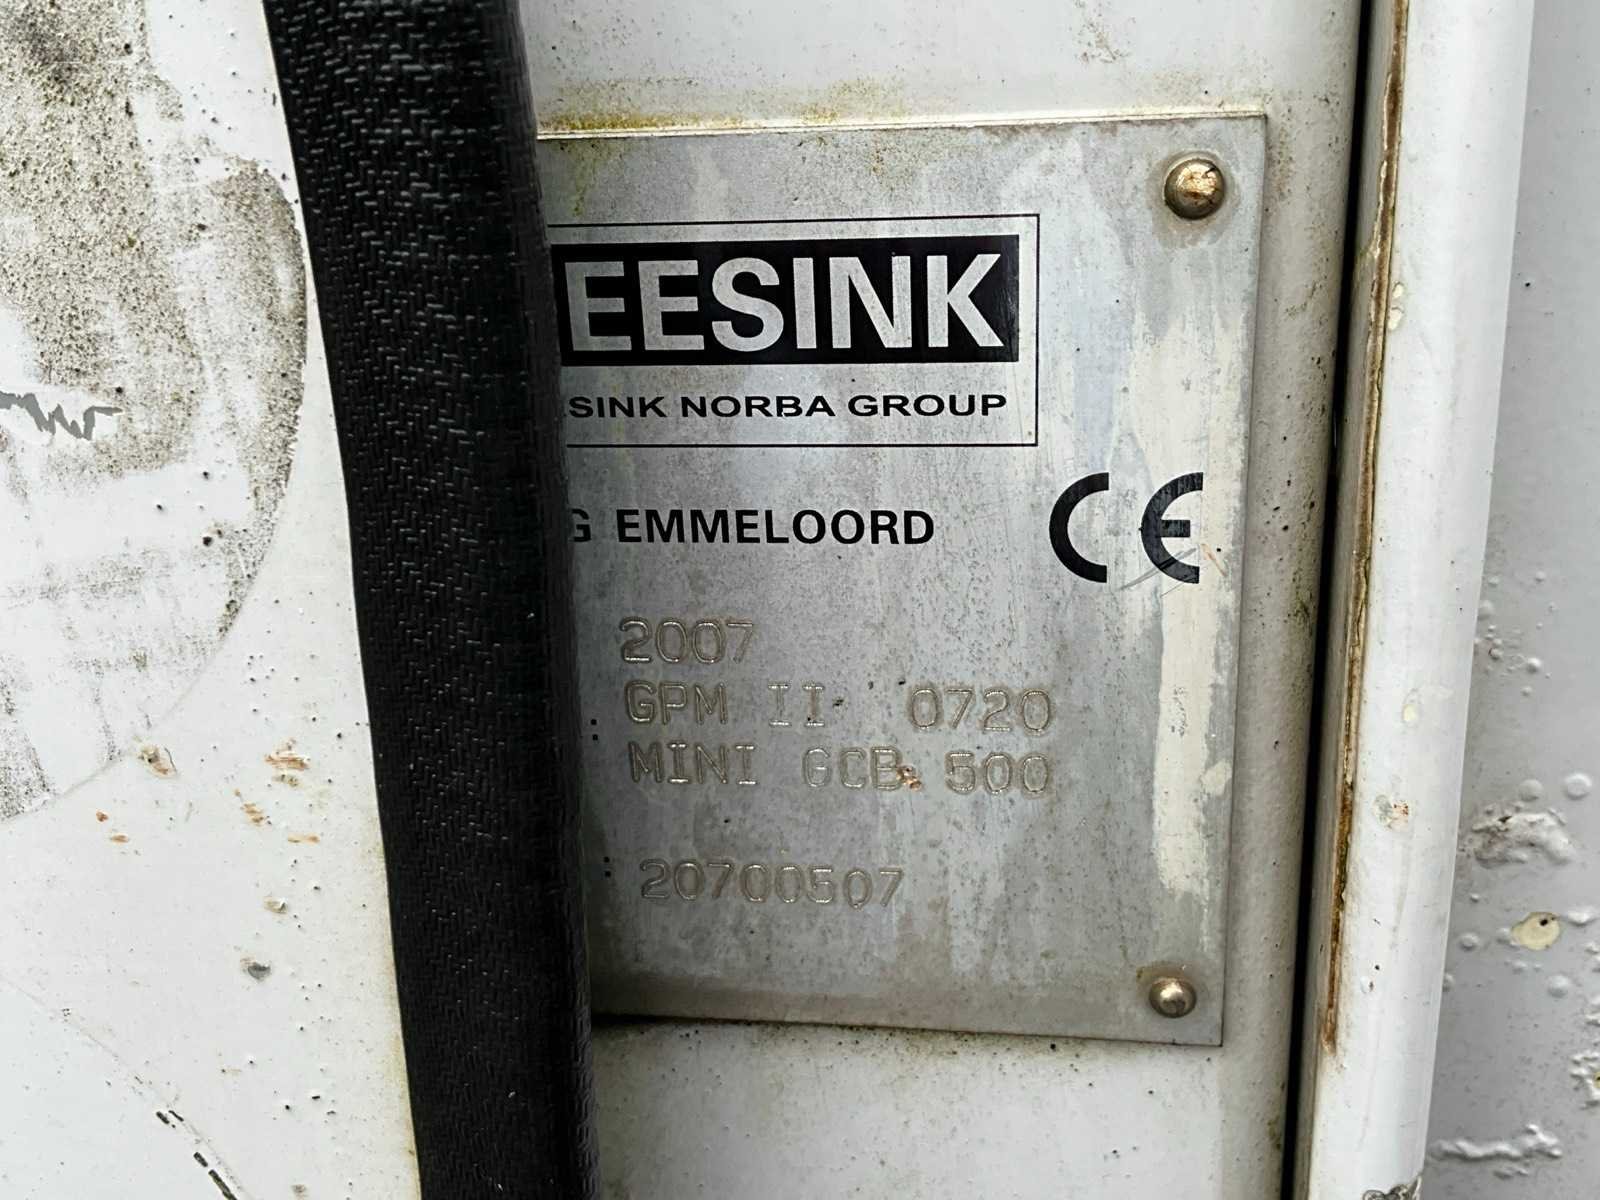 EESINK
SINK NORBA GROUP
G EMMELOORD
CE
2007
: GPM II 0720
MINI GCB 500
: 20700507